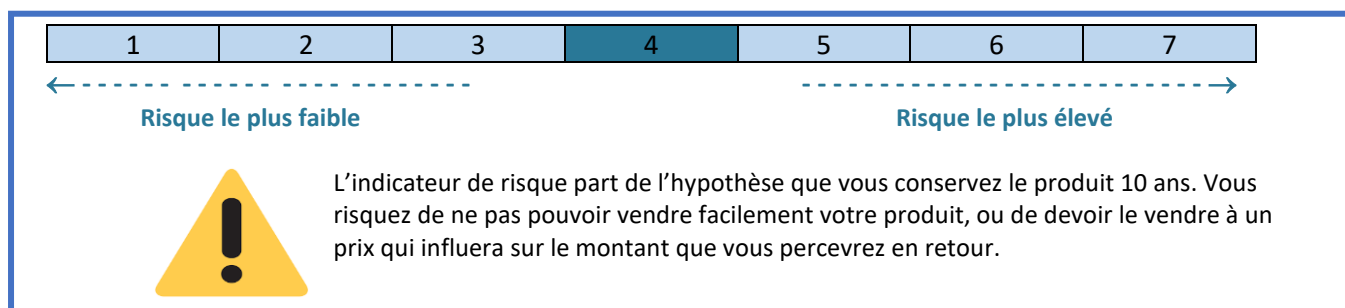 1 2 3 4 5 6 7
Risque le plus faible Risque le plus élevé
L’indicateur de risque part de l’hypothèse que vous conservez le produit 10 ans. Vous
risquez de ne pas pouvoir vendre facilement votre produit, ou de devoir le vendre à un
prix qui influera sur le montant que vous percevrez en retour.